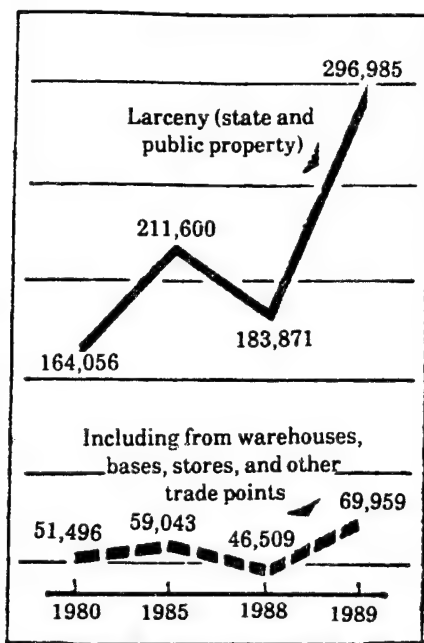 296,985
Larceny (state and
public property)
211,600
183,871
164,056
Including from warehouses,
bases, stores, and other
trade points
51,496 59,043 46,509 69,959
1980 1985 1988 1989